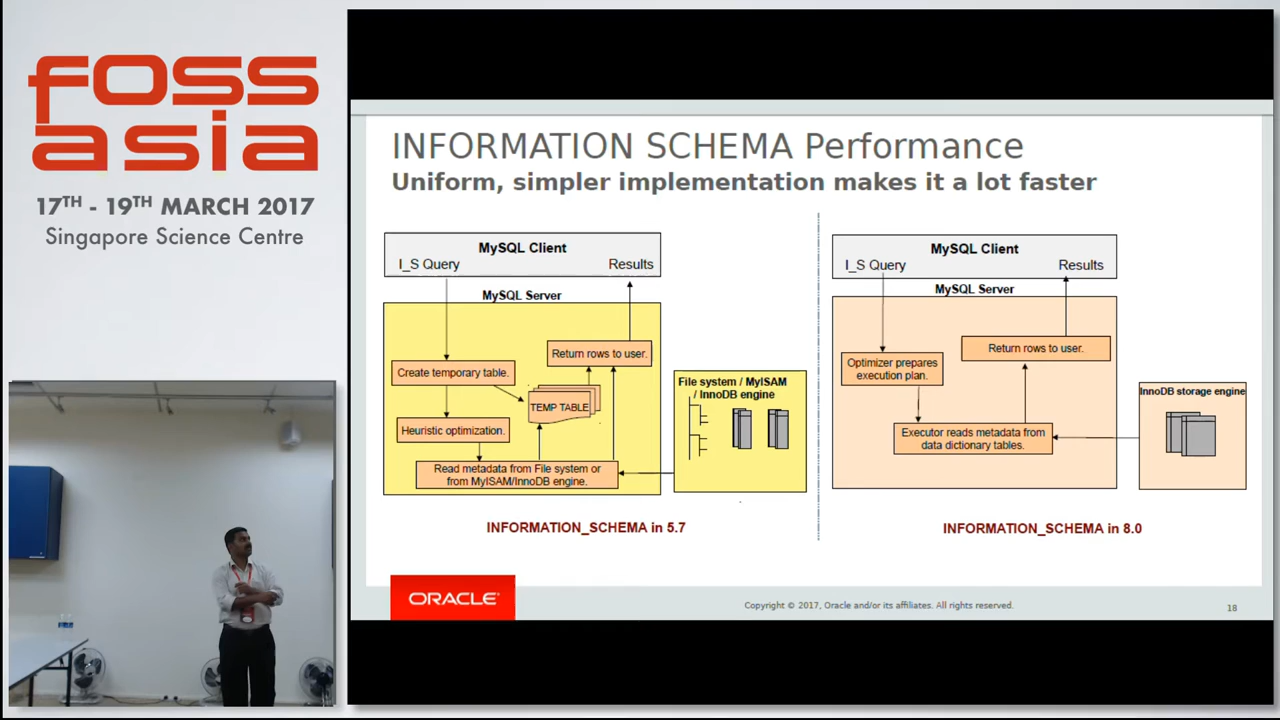 foss
asia
17TH - 19TH MARCH 2017
Singapore Science Centre
INFORMATION SCHEMA Performance
Uniform, simpler implementation makes it a lot faster
MySQL Client
I_S Query
Results
MySQL Server
Create temporary table.
Return rows to user.
TEMP TABLE
Heuristic optimization.
Read metadata from File system or
from MyISAM/InnoDB engine.
File system / MyISAM
/ InnoDB engine
INFORMATION_SCHEMA in 5.7
MySQL Client
I_S Query
Results
MySQL Server
Optimizer prepares
execution plan.
Return rows to user.
Executor reads metadata from
data dictionary tables.
InnoDB storage engine
INFORMATION_SCHEMA in 8.0
ORACLE
Copyright © 2017, Oracle and/or its affiliates. All rights reserved.
18